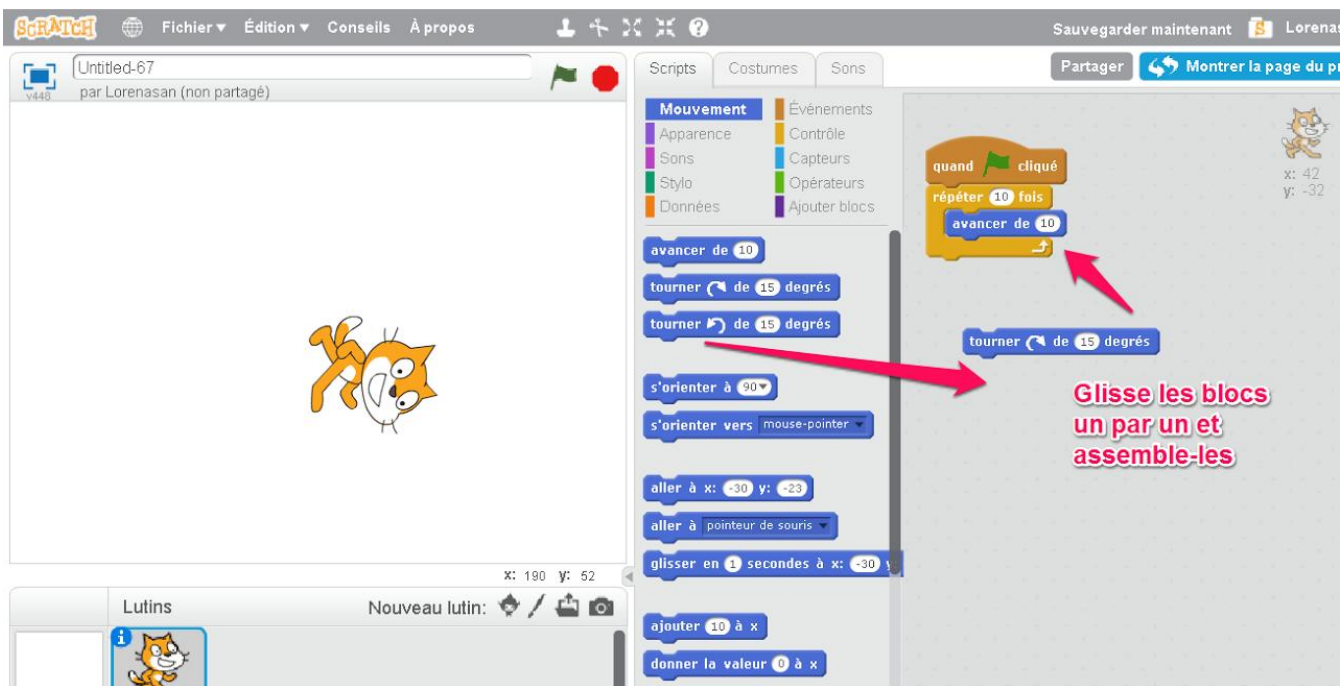 SCRATCH Fichier Édition Conseils À propos Sauvegarder maintenant S Lorenas
Untitled-67
v448 par Lorenasan (non partagé)
Scripts Costumes Sons
Partager Montrer la page du pr
Mouvement Événements
Apparence Contrôle
Sons Capteurs
Stylo Opérateurs
Données Ajouter blocs
avancer de 10
tourner de 15 degrés
tourner de 15 degrés
s'orienter à 90
s'orienter vers mouse-pointer
aller à x: -30 y: -23
aller à pointeur de souris
glisser en 1 secondes à x: -30 y
ajouter 10 à x
donner la valeur 0 à x
quand cliqué
répéter 10 fois
avancer de 10
tourner de 15 degrés
x: 42
y: -32
Glisse les blocs
un par un et
assemble-les
x: 190 y: 52
Lutins Nouveau lutin:
i